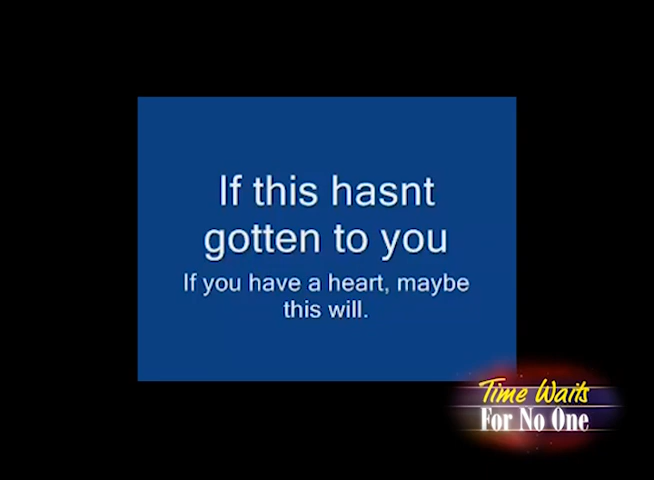 If this hasnt
gotten to you
If you have a heart, maybe
this will.
Time Waits
For No One